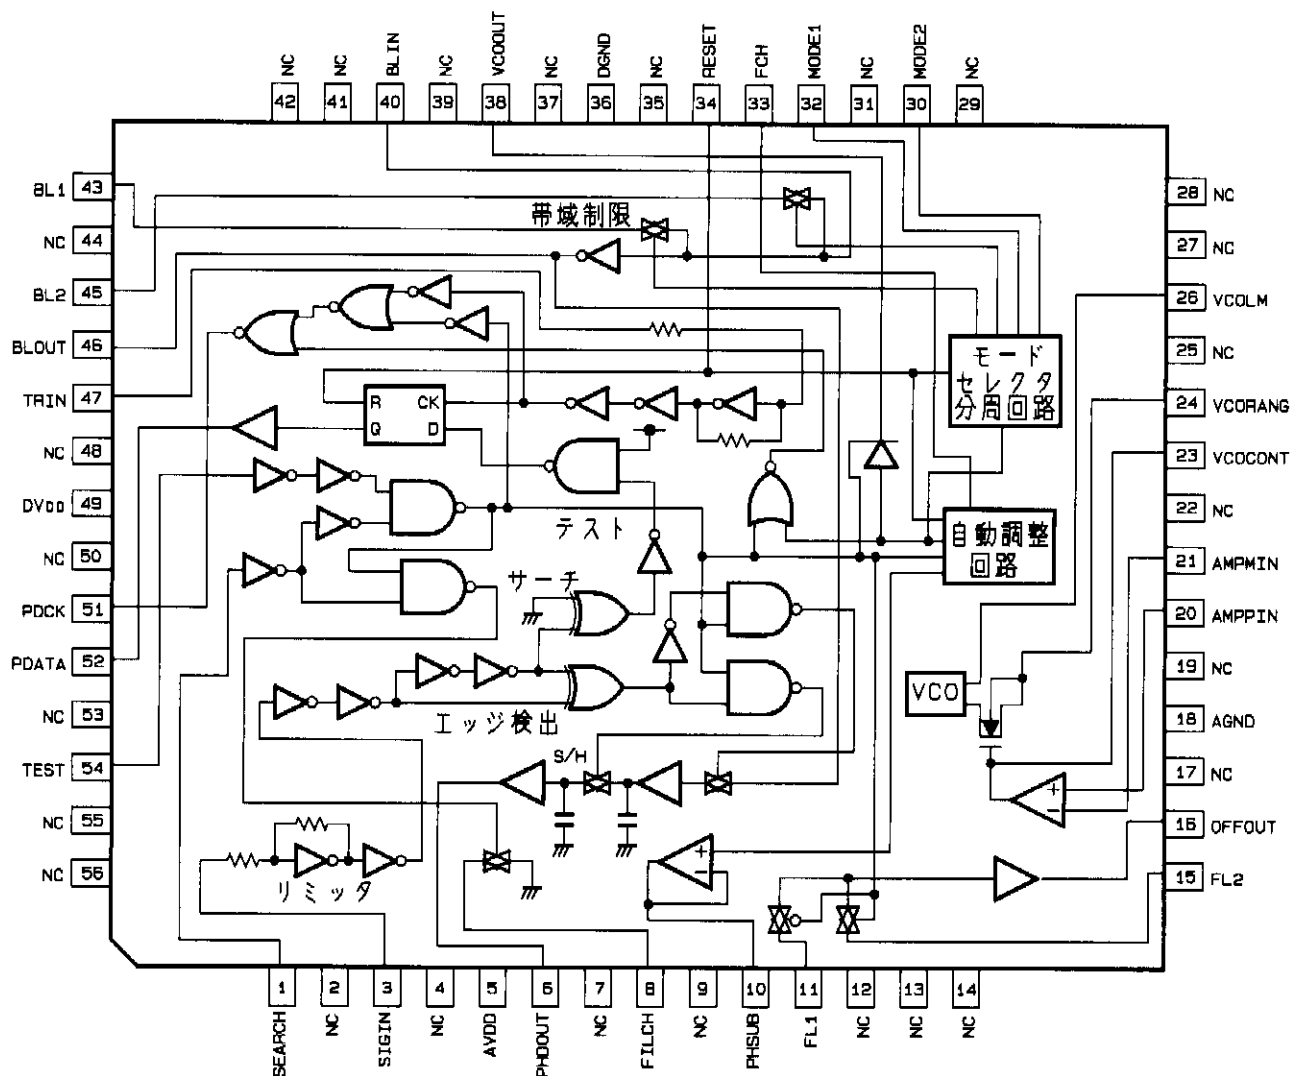 NC
NC
BLIN
NC
VCOOUT
NC
DGND
NC
RESET
FCH
MODE1
NC
MODE2
NC
42
41
40
39
38
37
36
35
34
33
32
31
30
29
BL1 43
NC 44
BL2 45
BLOUT 46
TRIN 47
NC 48
DVDD 49
NC 50
PDCK 51
PDATA 52
NC 53
TEST 54
NC 55
NC 56
28 NC
27 NC
26 VCOLM
25 NC
24 VCORANG
23 VCOCONT
22 NC
21 AMPMIN
20 AMPPIN
19 NC
18 AGND
17 NC
16 OFFOUT
15 FL2
帯域制限
モード
セレクタ
分周回路
R CK
Q D
テスト
自動調整
回路
サーチ
エッジ検出
VCO
S/H
+
−
+
−
リミッタ
1
2
3
4
5
6
7
8
9
10
11
12
13
14
SEARCH
NC
SIGIN
NC
AVDD
PHDOUT
NC
FILCH
NC
PHSUB
FL1
NC
NC
NC